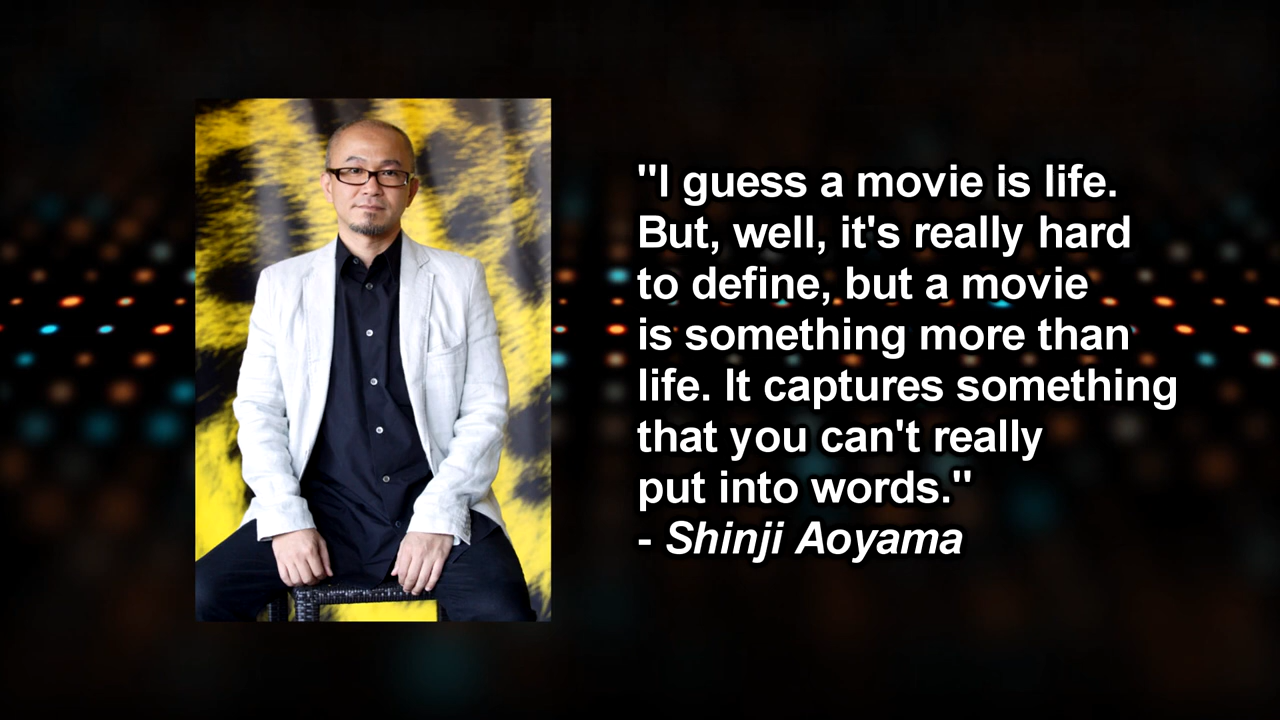 "I guess a movie is life.
But, well, it's really hard
to define, but a movie
is something more than
life. It captures something
that you can't really
put into words."
- Shinji Aoyama